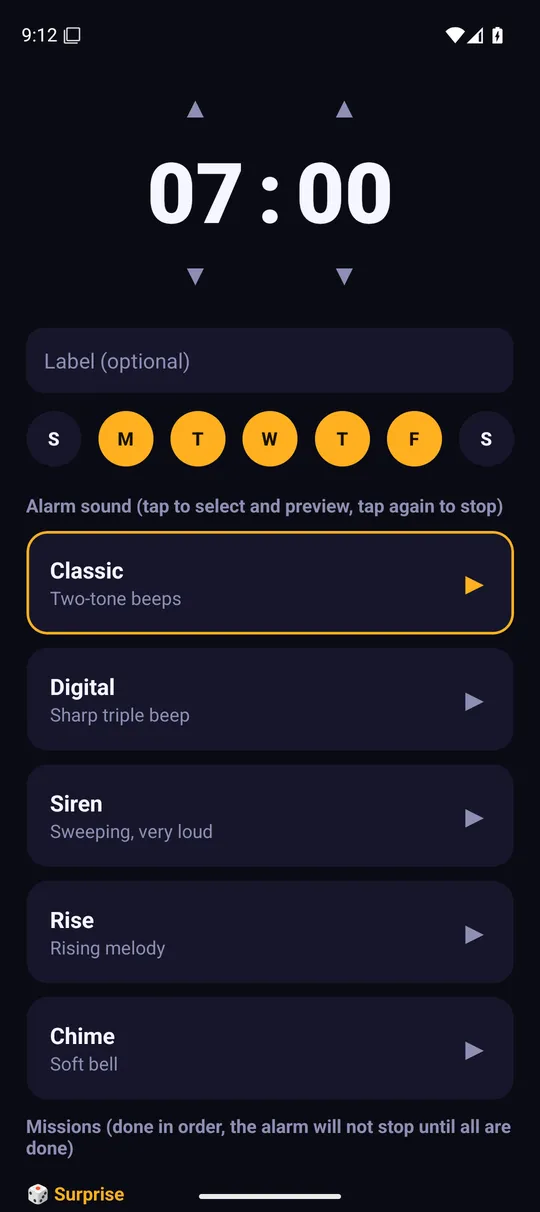 9:12
07 : 00
Label (optional)
S M T W T F S
Alarm sound (tap to select and preview, tap again to stop)
Classic
Two-tone beeps
Digital
Sharp triple beep
Siren
Sweeping, very loud
Rise
Rising melody
Chime
Soft bell
Missions (done in order, the alarm will not stop until all are
done)
Surprise